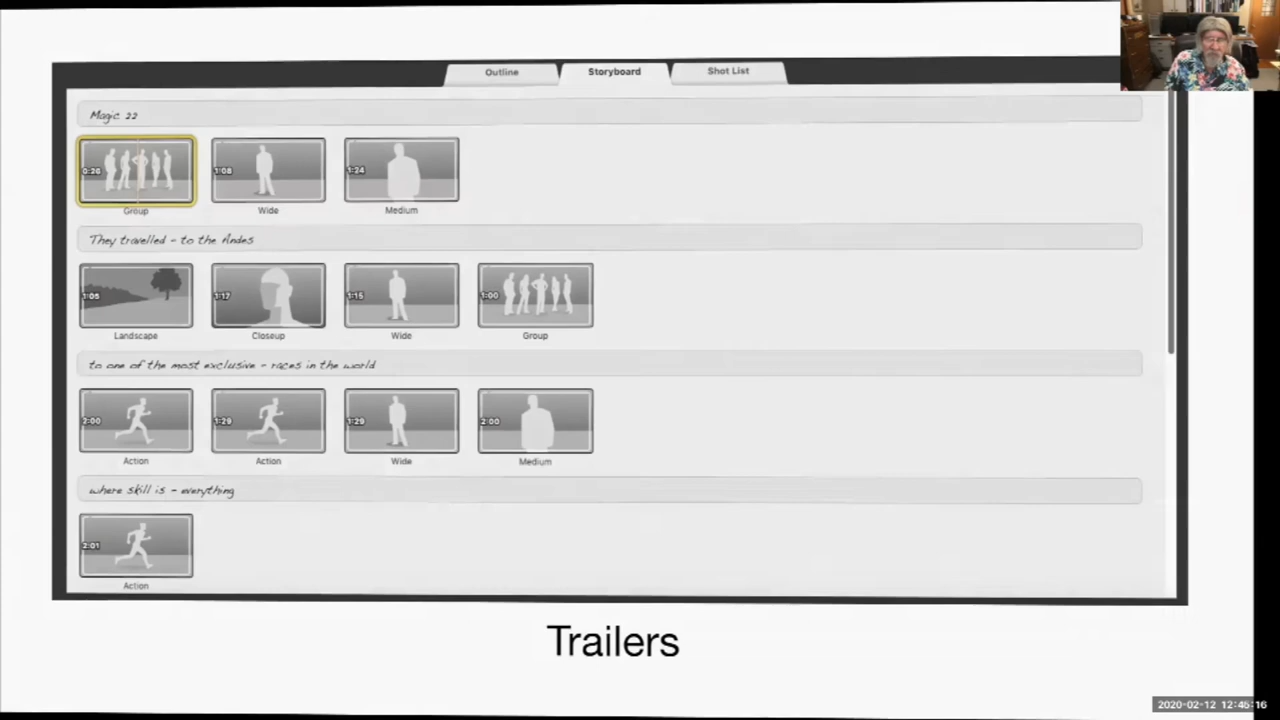 Outline Storyboard Shot List
Magic 22
0:26 1:08 1:24
Group Wide Medium
They travelled - to the Andes
1:05 1:17 1:15 1:00
Landscape Closeup Wide Group
to one of the most exclusive - races in the world
2:00 1:29 1:29 2:00
Action Action Wide Medium
where skill is - everything
2:01
Action
Trailers
2020-02-12 12:45:16